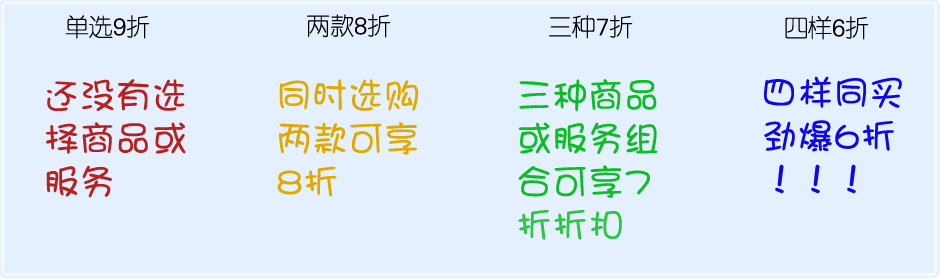 单选9折
还没有选
择商品或
服务
两款8折
同时选购
两款可享
8折
三种7折
三种商品
或服务组
合可享7
折折扣
四样6折
四样同买
劲爆6折
！！！